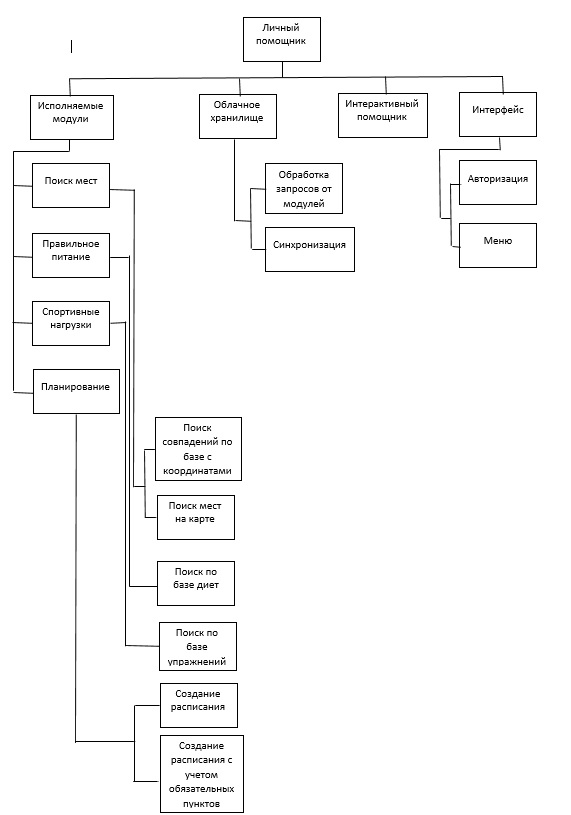 Личный
помощник
Исполняемые
модули
Облачное
хранилище
Интерактивный
помощник
Интерфейс
Поиск мест
Обработка
запросов от
модулей
Авторизация
Правильное
питание
Синхронизация
Меню
Спортивные
нагрузки
Планирование
Поиск
совпадений по
базе с
координатами
Поиск мест
на карте
Поиск по
базе диет
Поиск по
базе
упражнений
Создание
расписания
Создание
расписания с
учетом
обязательных
пунктов